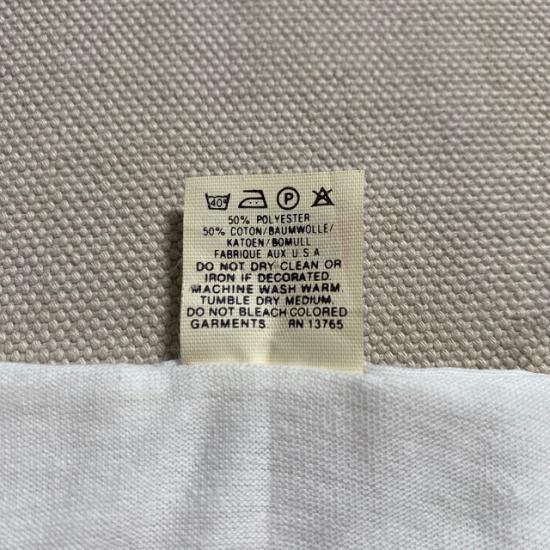 40°
P
50% POLYESTER
50% COTON/BAUMWOLLE/
KATOEN/BOMULL
FABRIQUE AUX U.S.A
DO NOT DRY CLEAN OR
IRON IF DECORATED.
MACHINE WASH WARM.
TUMBLE DRY MEDIUM.
DO NOT BLEACH COLORED
GARMENTS. RN 13765